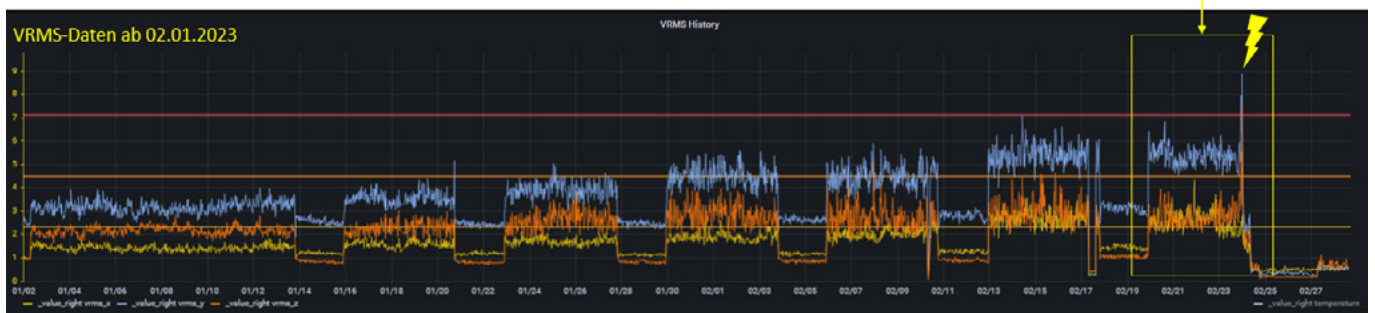 VRMS History
VRMS-Daten ab 02.01.2023
9
8
7
6
5
4
3
2
1
0
01/02 01/04 01/06 01/08 01/10 01/12 01/14 01/16 01/18 01/20 01/22 01/24 01/26 01/28 01/30 02/01 02/03 02/05 02/07 02/09 02/11 02/13 02/15 02/17 02/19 02/21 02/23 02/25 02/27
_value_right vrms_x _value_right vrms_y _value_right vrms_z _value_right temperature